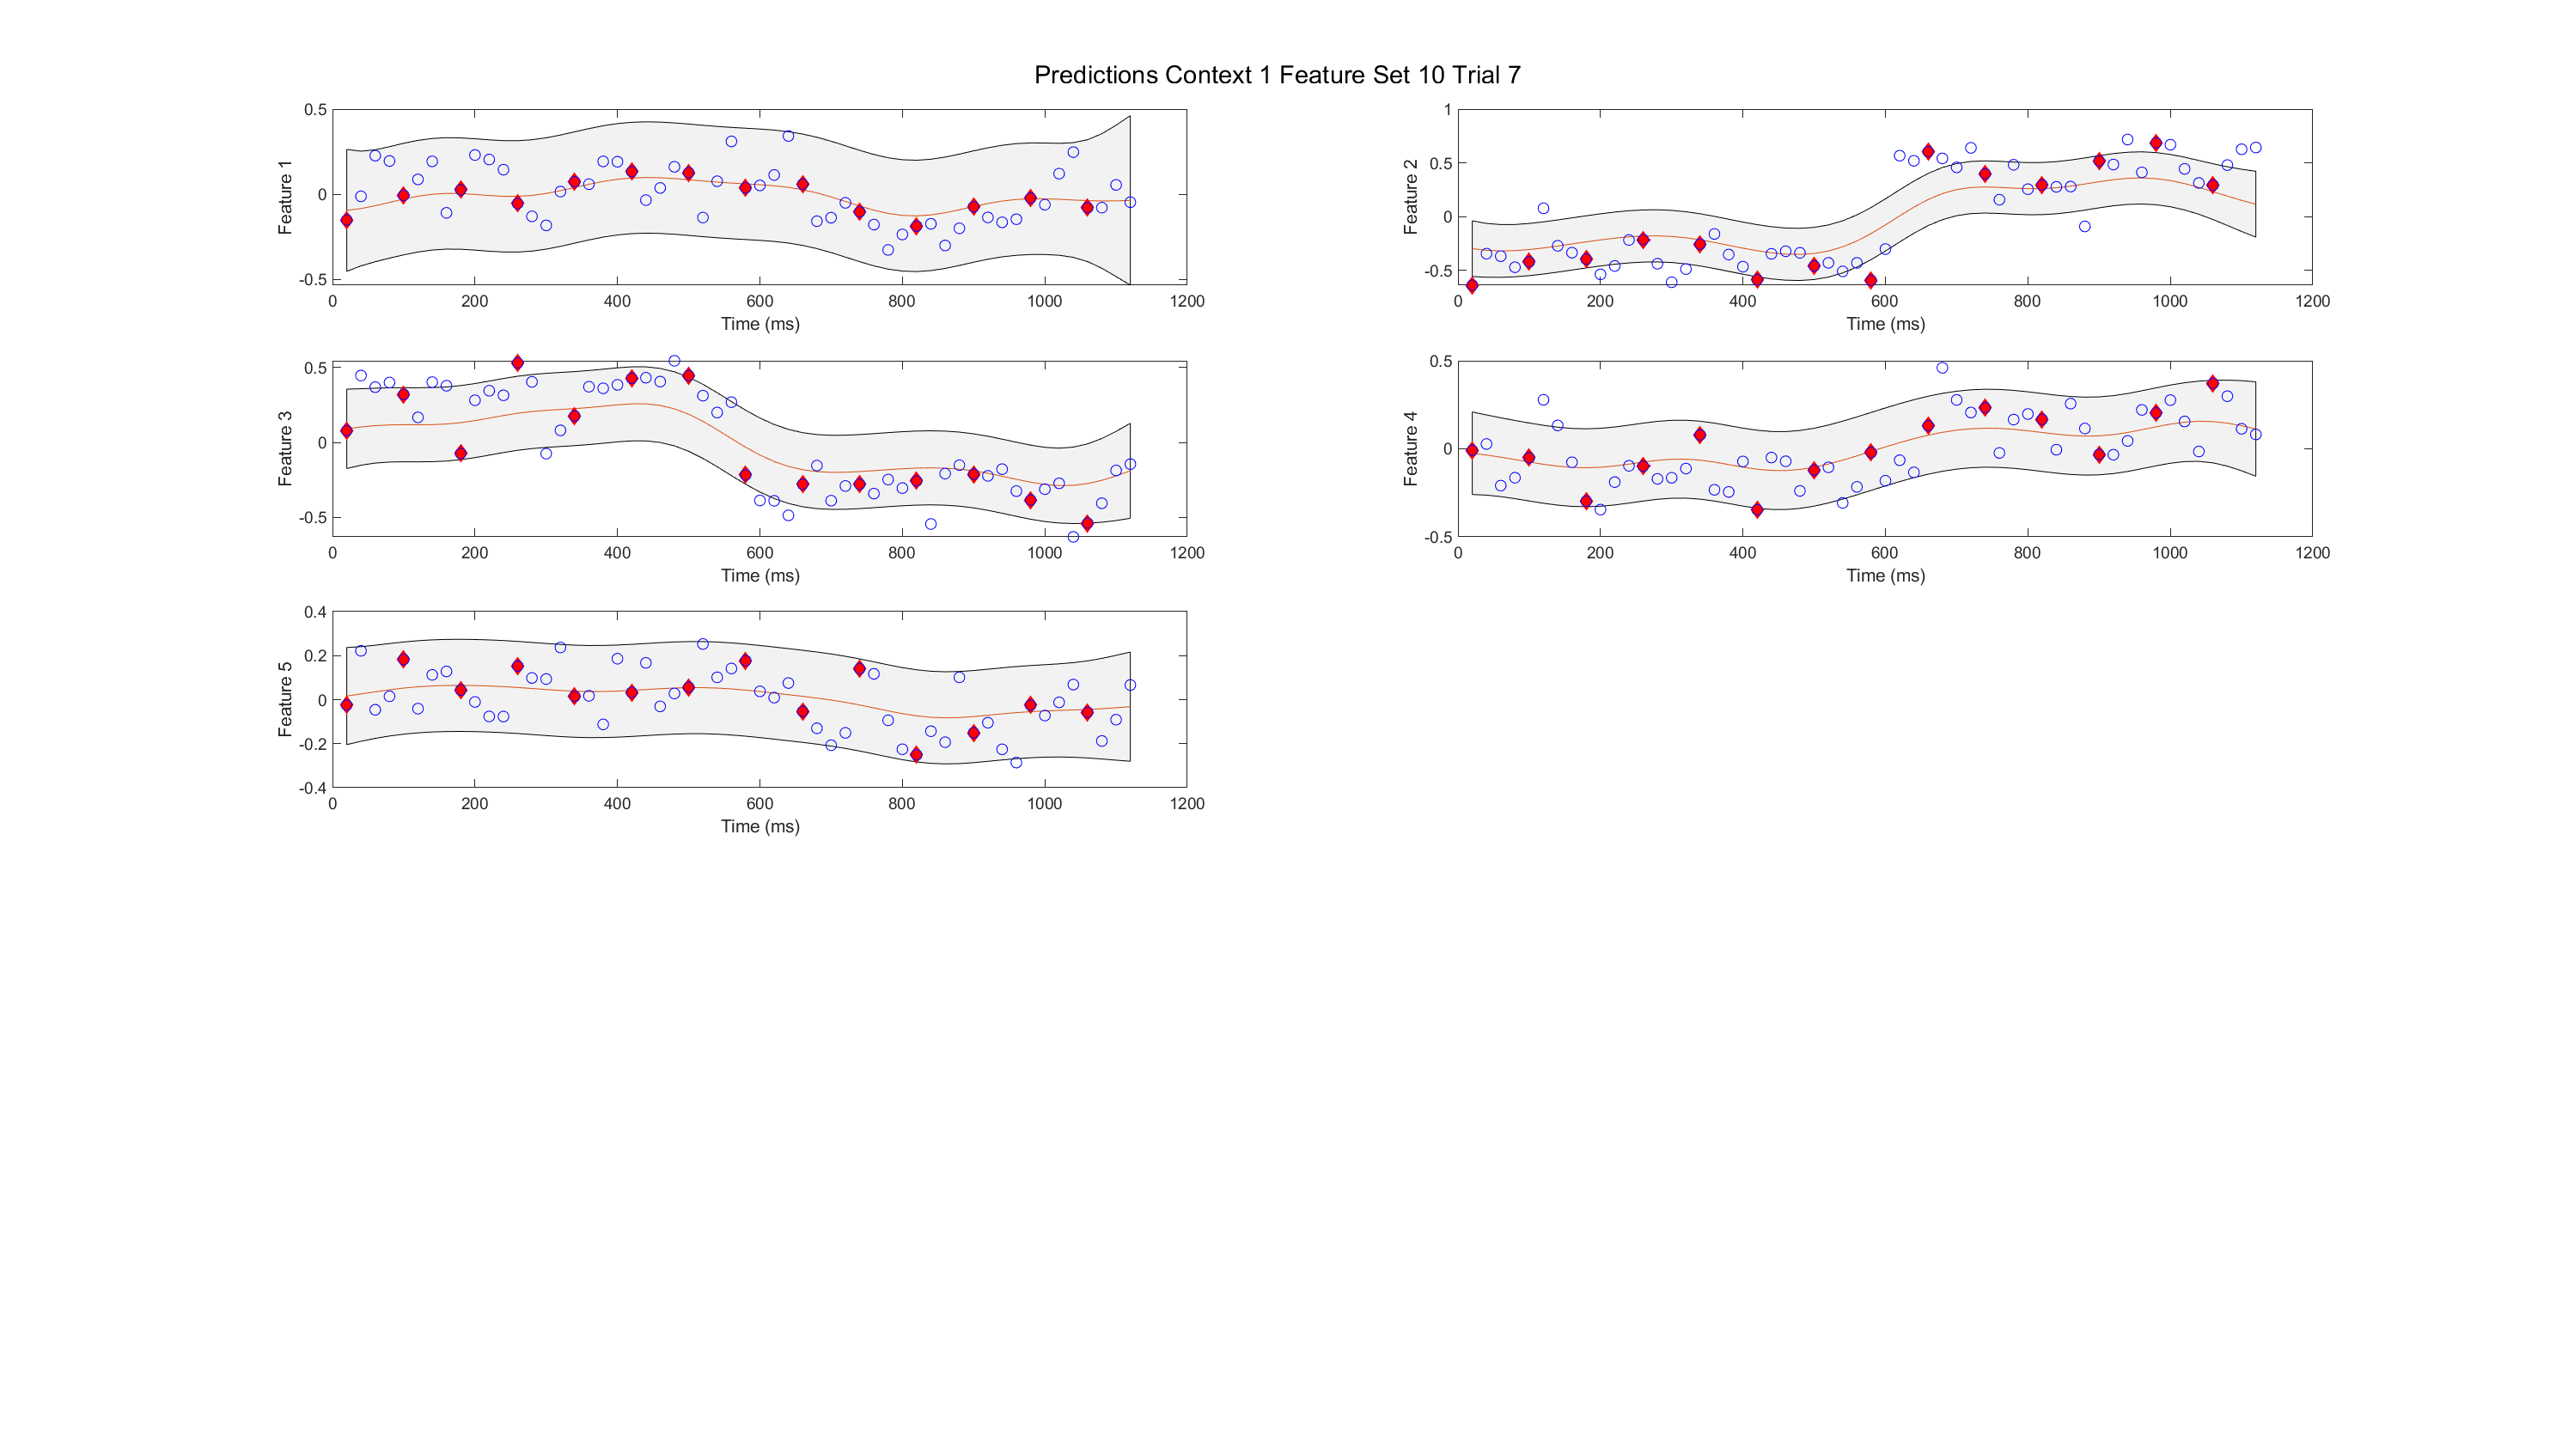 Predictions Context 1 Feature Set 10 Trial 7
0.5
0
-0.5
Feature 1
0 200 400 600 800 1000 1200
Time (ms)
1
0.5
0
-0.5
Feature 2
0 200 400 600 800 1000 1200
Time (ms)
0.5
0
-0.5
Feature 3
0 200 400 600 800 1000 1200
Time (ms)
0.5
0
-0.5
Feature 4
0 200 400 600 800 1000 1200
Time (ms)
0.4
0.2
0
-0.2
-0.4
Feature 5
0 200 400 600 800 1000 1200
Time (ms)